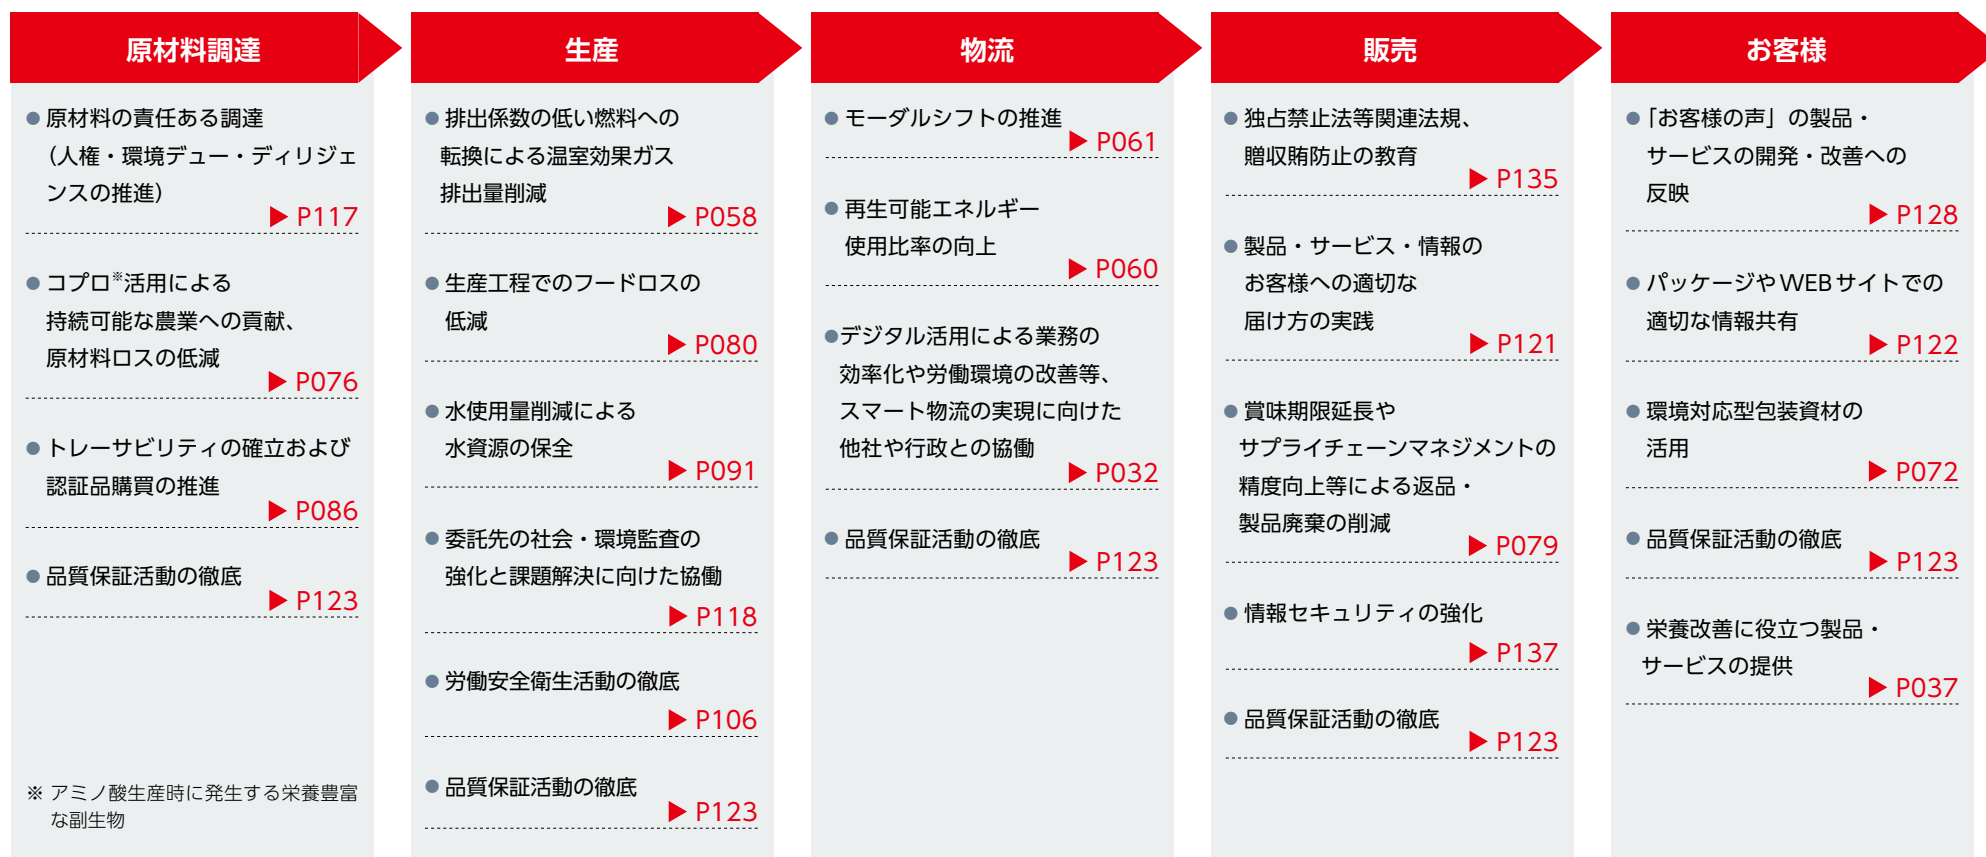 原材料調達
●原材料の責任ある調達
（人権・環境デュー・ディリジェ
ンスの推進）
▶ P117
●コプロ※活用による
持続可能な農業への貢献、
原材料ロスの低減
▶ P076
●トレーサビリティの確立および
認証品購買の推進
▶ P086
●品質保証活動の徹底
▶ P123
※ アミノ酸生産時に発生する栄養豊富
な副生物
生産
●排出係数の低い燃料への
転換による温室効果ガス
排出量削減
▶ P058
●生産工程でのフードロスの
低減
▶ P080
●水使用量削減による
水資源の保全
▶ P091
●委託先の社会・環境監査の
強化と課題解決に向けた協働
▶ P118
●労働安全衛生活動の徹底
▶ P106
●品質保証活動の徹底
▶ P123
物流
●モーダルシフトの推進
▶ P061
●再生可能エネルギー
使用比率の向上
▶ P060
●デジタル活用による業務の
効率化や労働環境の改善等、
スマート物流の実現に向けた
他社や行政との協働
▶ P032
●品質保証活動の徹底
▶ P123
販売
●独占禁止法等関連法規、
贈収賄防止の教育
▶ P135
●製品・サービス・情報の
お客様への適切な
届け方の実践
▶ P121
●賞味期限延長や
サプライチェーンマネジメントの
精度向上等による返品・
製品廃棄の削減
▶ P079
●情報セキュリティの強化
▶ P137
●品質保証活動の徹底
▶ P123
お客様
●「お客様の声」の製品・
サービスの開発・改善への
反映
▶ P128
●パッケージやWEBサイトでの
適切な情報共有
▶ P122
●環境対応型包装資材の
活用
▶ P072
●品質保証活動の徹底
▶ P123
●栄養改善に役立つ製品・
サービスの提供
▶ P037